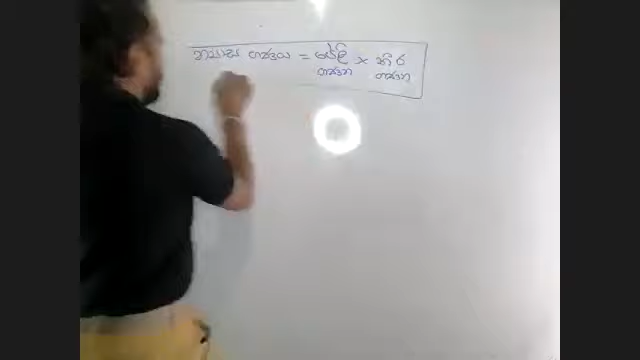 න්‍යාස ගණය = පේළි × තීර
ගණන ගණන